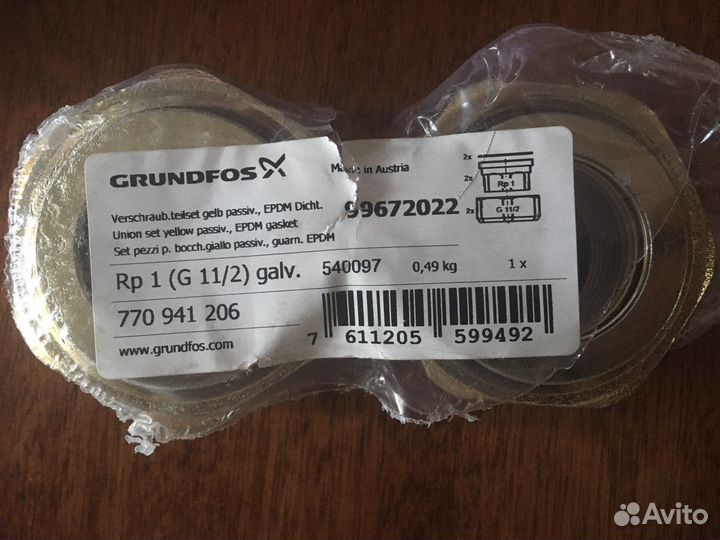 GRUNDFOS
Made in Austria
Verschraub.teilset gelb passiv., EPDM Dicht.
Union set yellow passiv., EPDM gasket
Set pezzi p. bocch.giallo passiv., guarn. EPDM
99672022
2x
2x Rp 1
2x G 11/2
Rp 1 (G 11/2) galv. 540097 0,49 kg 1 x
770 941 206
www.grundfos.com
7 611205 599492
Avito